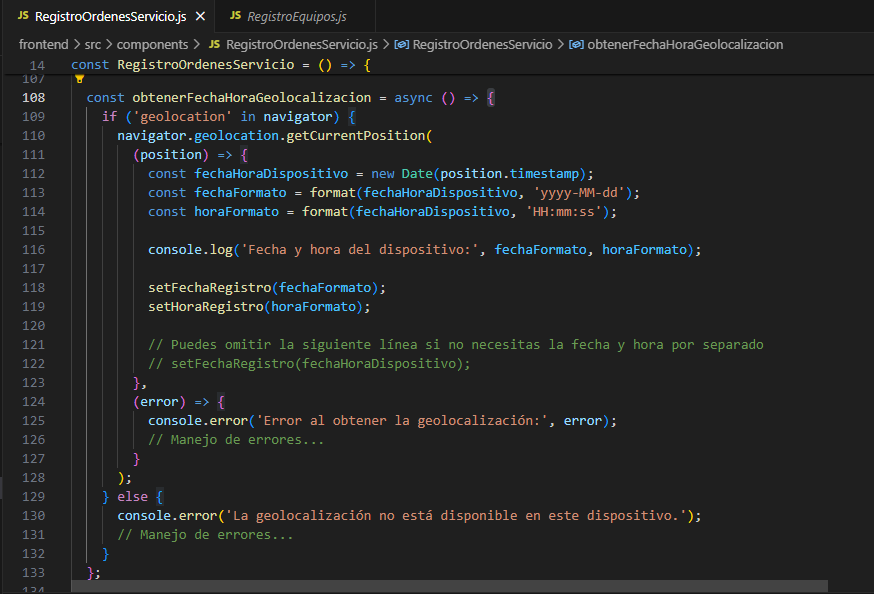 JS RegistroOrdenesServicio.js × JS RegistroEquipos.js
frontend > src > components > JS RegistroOrdenesServicio.js > RegistroOrdenesServicio > obtenerFechaHoraGeolocalizacion
14 const RegistroOrdenesServicio = () => {
107
108 const obtenerFechaHoraGeolocalizacion = async () => {
109 if ('geolocation' in navigator) {
110 navigator.geolocation.getCurrentPosition(
111 (position) => {
112 const fechaHoraDispositivo = new Date(position.timestamp);
113 const fechaFormato = format(fechaHoraDispositivo, 'yyyy-MM-dd');
114 const horaFormato = format(fechaHoraDispositivo, 'HH:mm:ss');
115
116 console.log('Fecha y hora del dispositivo:', fechaFormato, horaFormato);
117
118 setFechaRegistro(fechaFormato);
119 setHoraRegistro(horaFormato);
120
121 // Puedes omitir la siguiente línea si no necesitas la fecha y hora por separado
122 // setFechaRegistro(fechaHoraDispositivo);
123 },
124 (error) => {
125 console.error('Error al obtener la geolocalización:', error);
126 // Manejo de errores...
127 }
128 );
129 } else {
130 console.error('La geolocalización no está disponible en este dispositivo.');
131 // Manejo de errores...
132 }
133 };
134